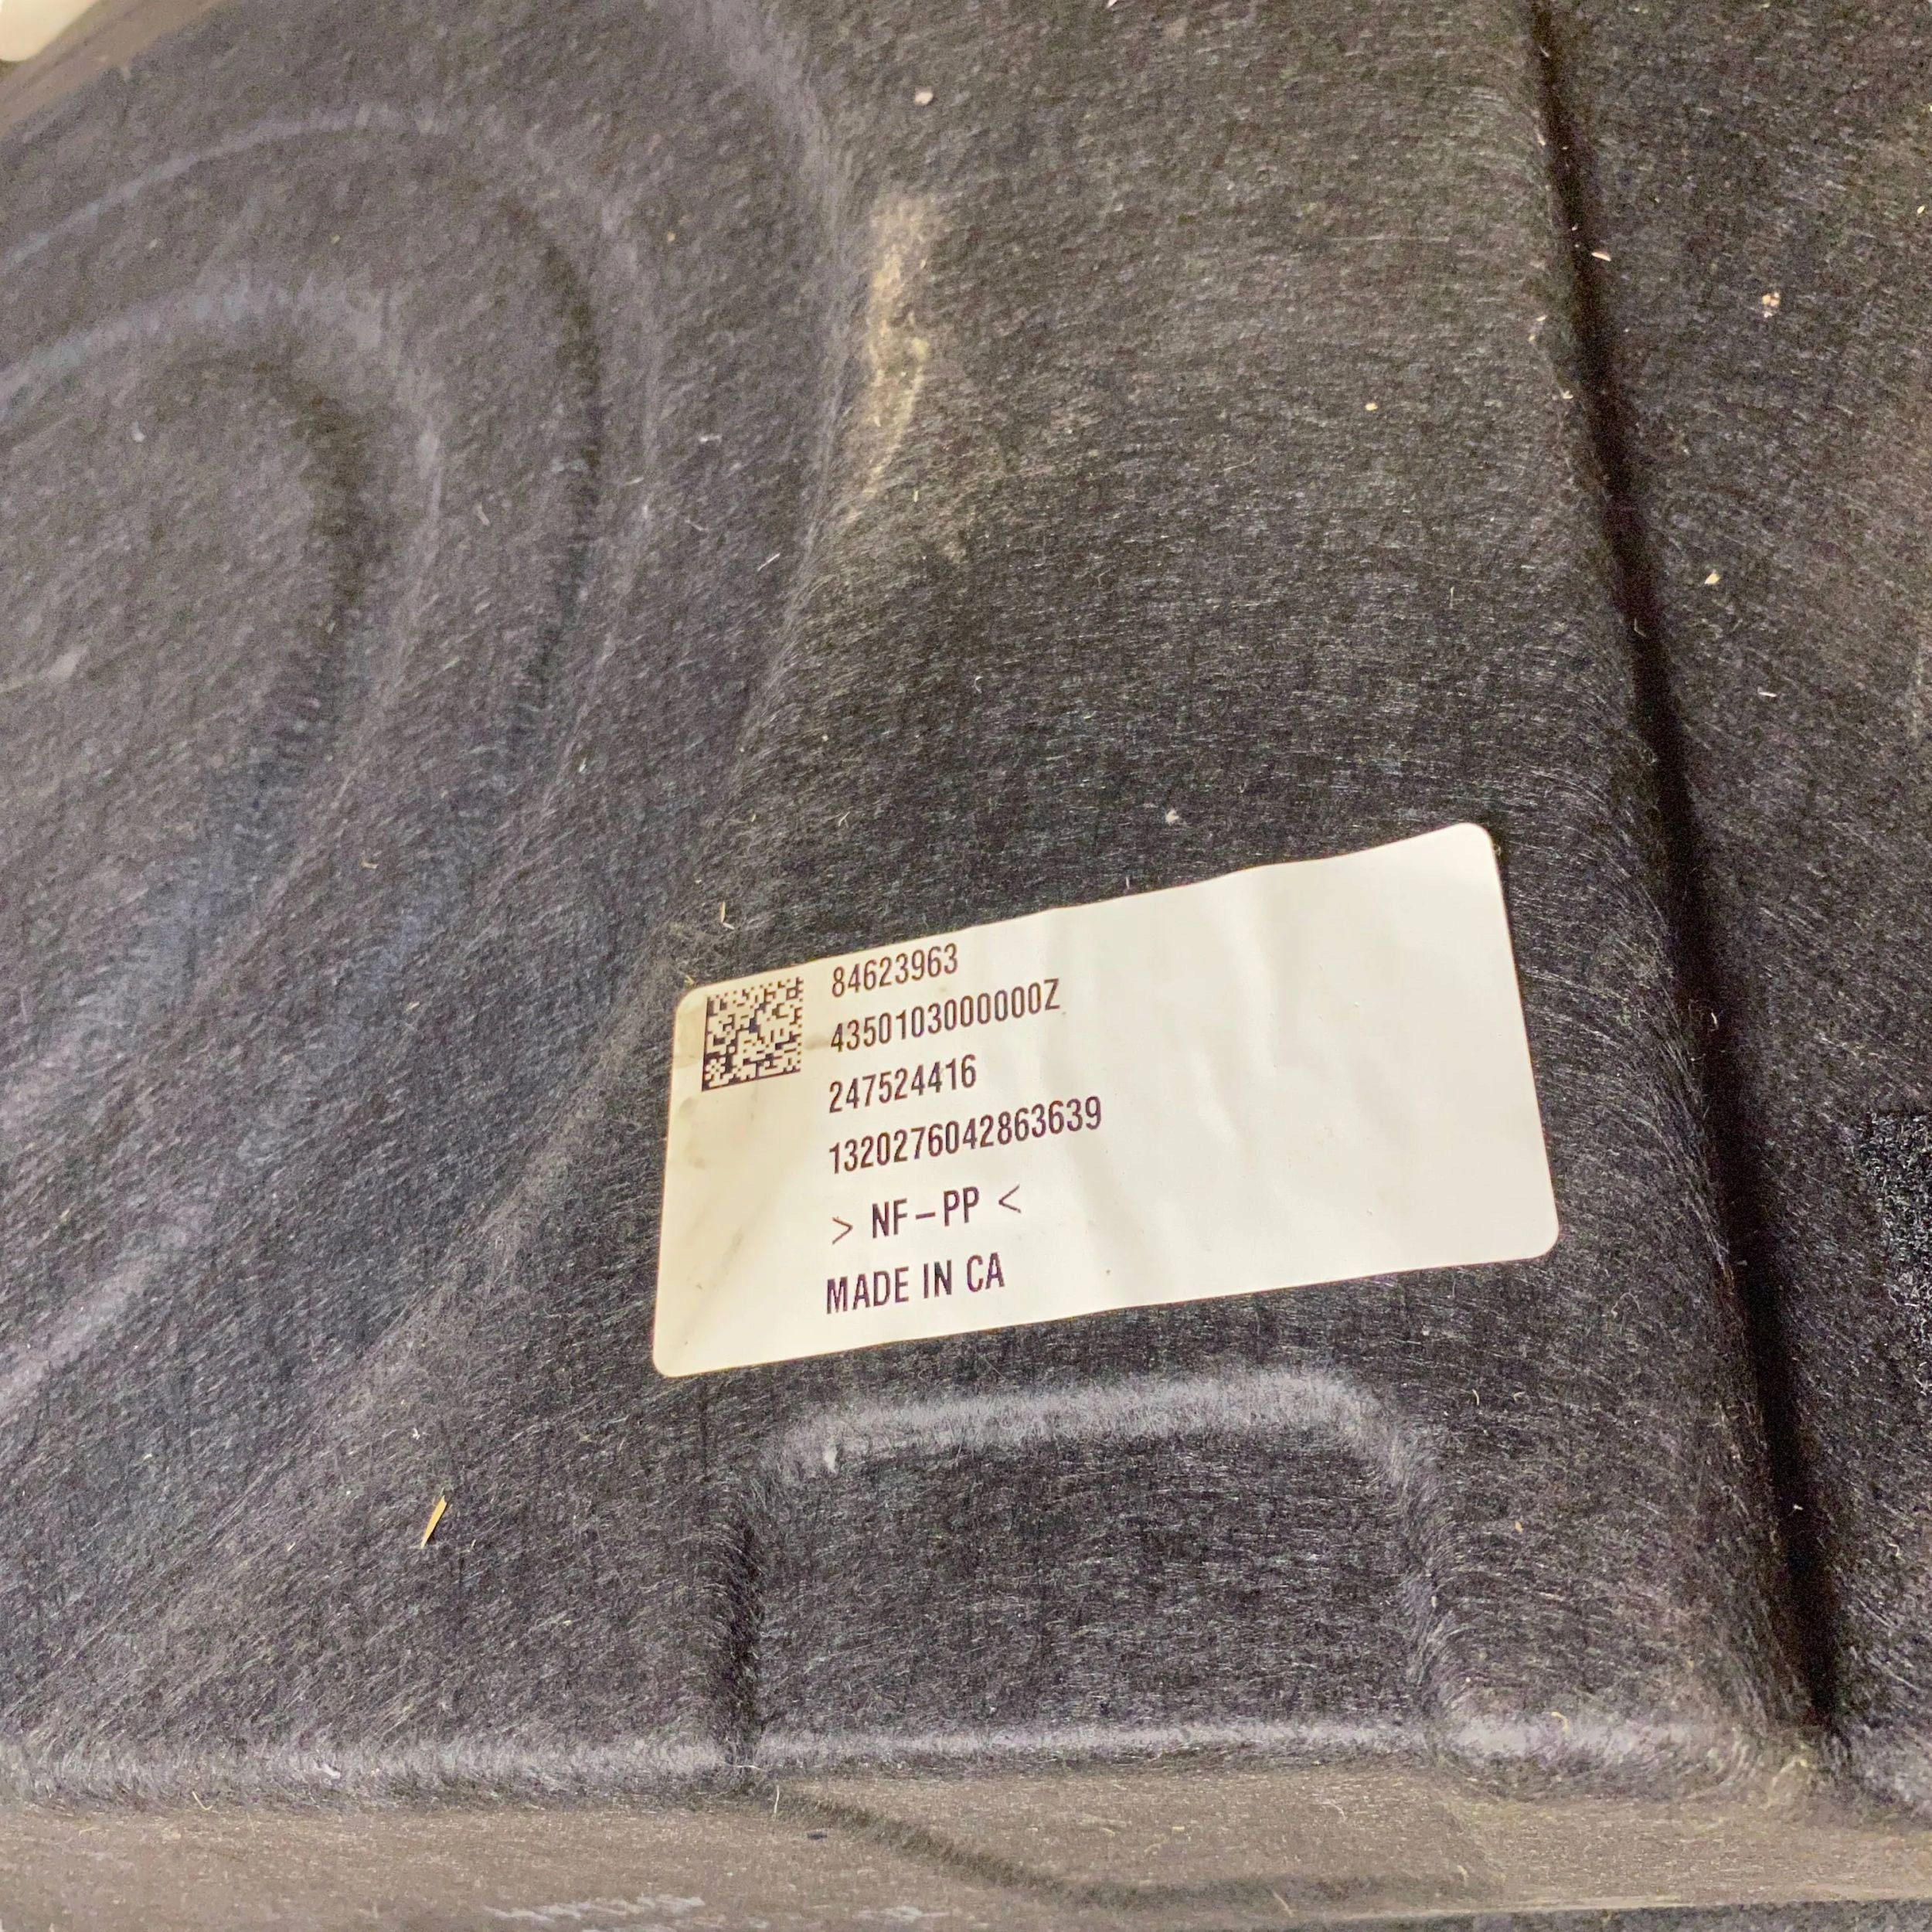 84623963
4350103000000Z
247524416
1320276042863639
> NF-PP <
MADE IN CA